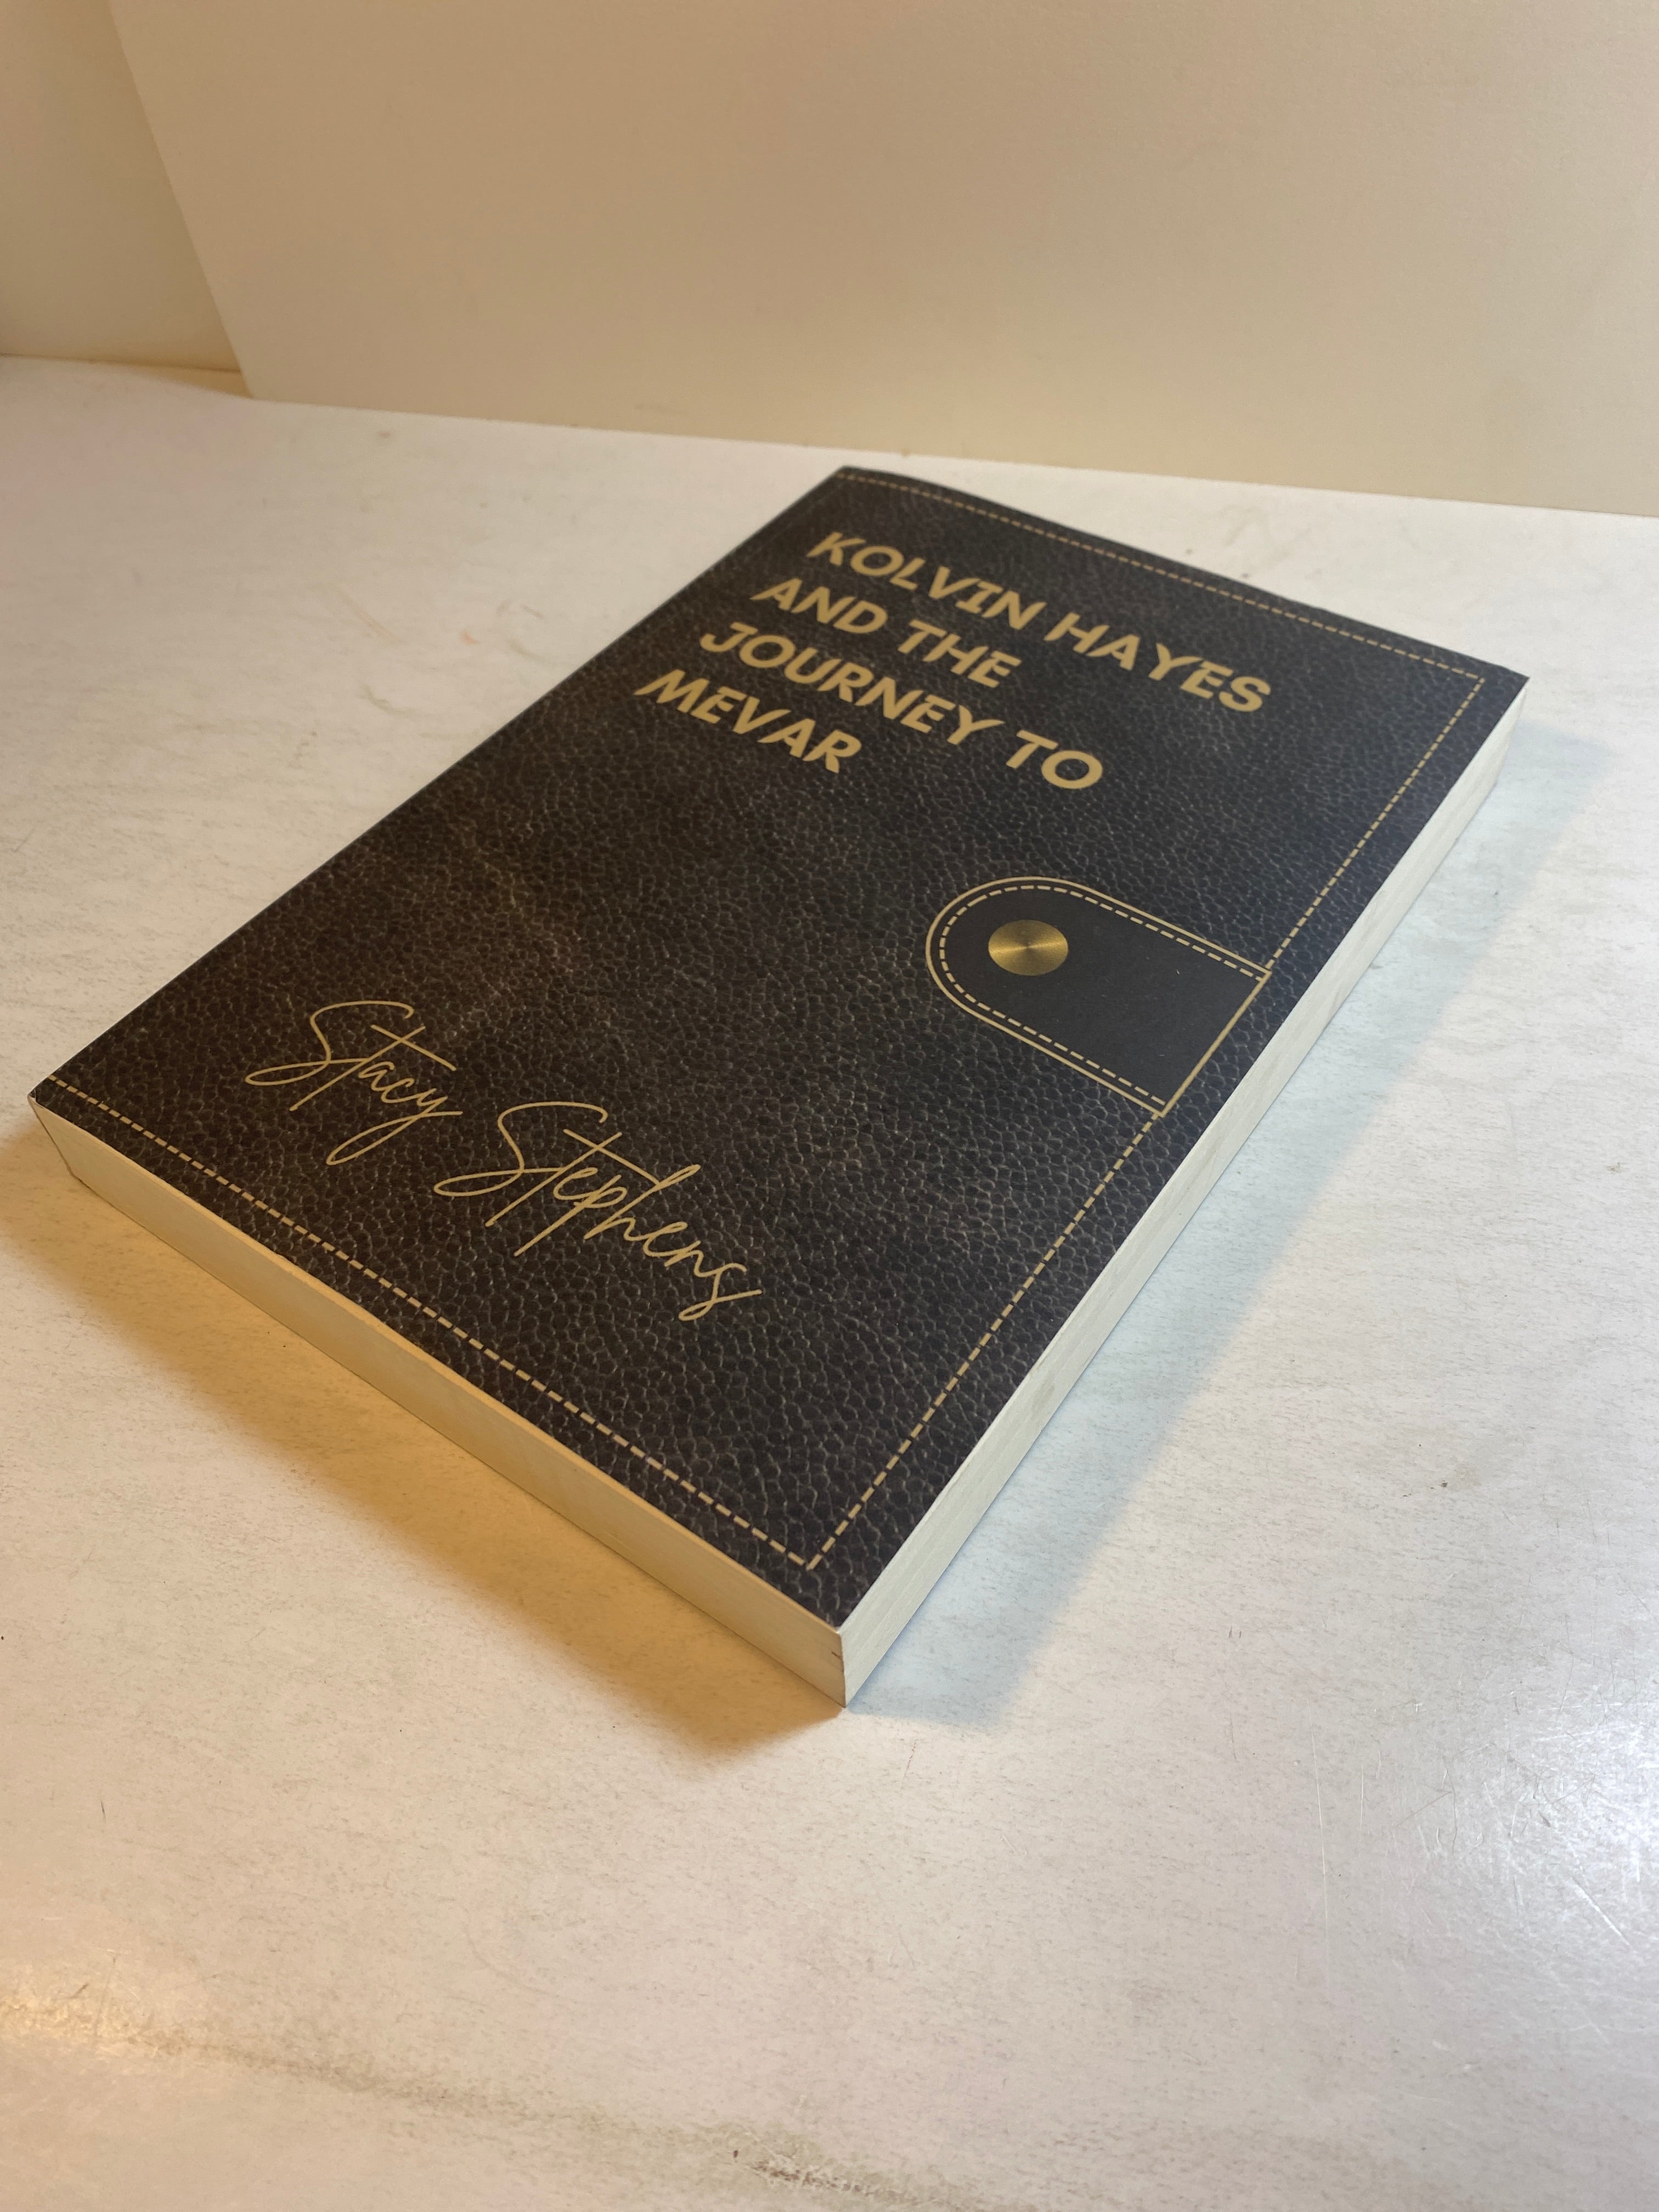 KOLVIN HAYES
AND THE
JOURNEY TO
MEVAR
Stacy Stephens